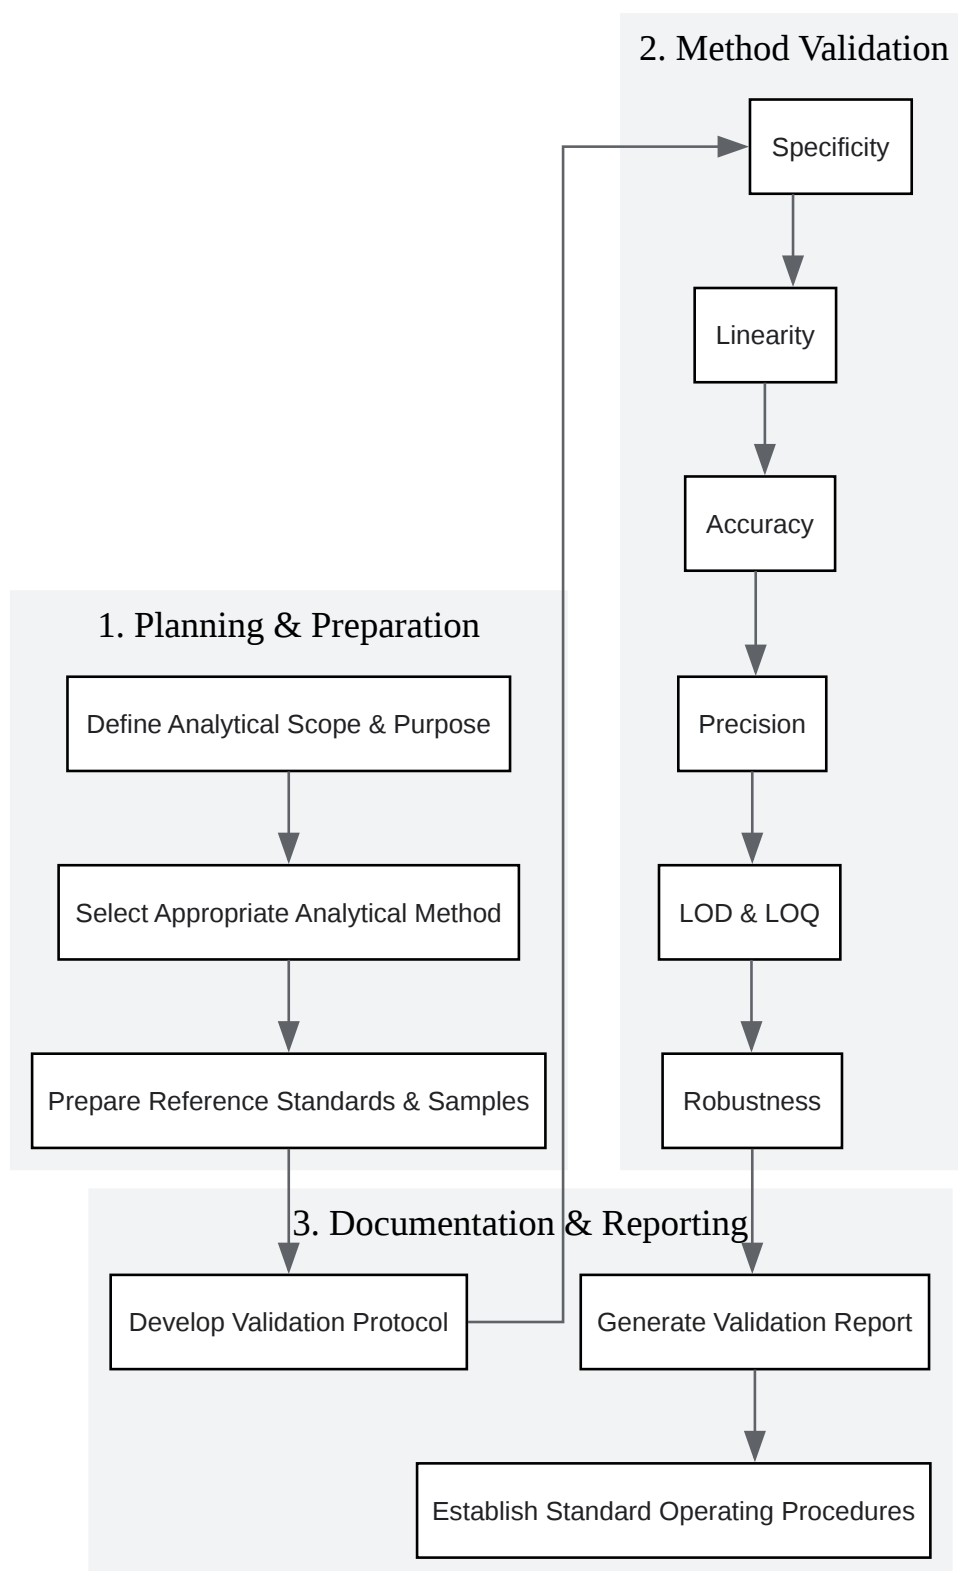 1. Planning & Preparation
Define Analytical Scope & Purpose
Select Appropriate Analytical Method
Prepare Reference Standards & Samples
2. Method Validation
Specificity
Linearity
Accuracy
Precision
LOD & LOQ
Robustness
3. Documentation & Reporting
Develop Validation Protocol
Generate Validation Report
Establish Standard Operating Procedures